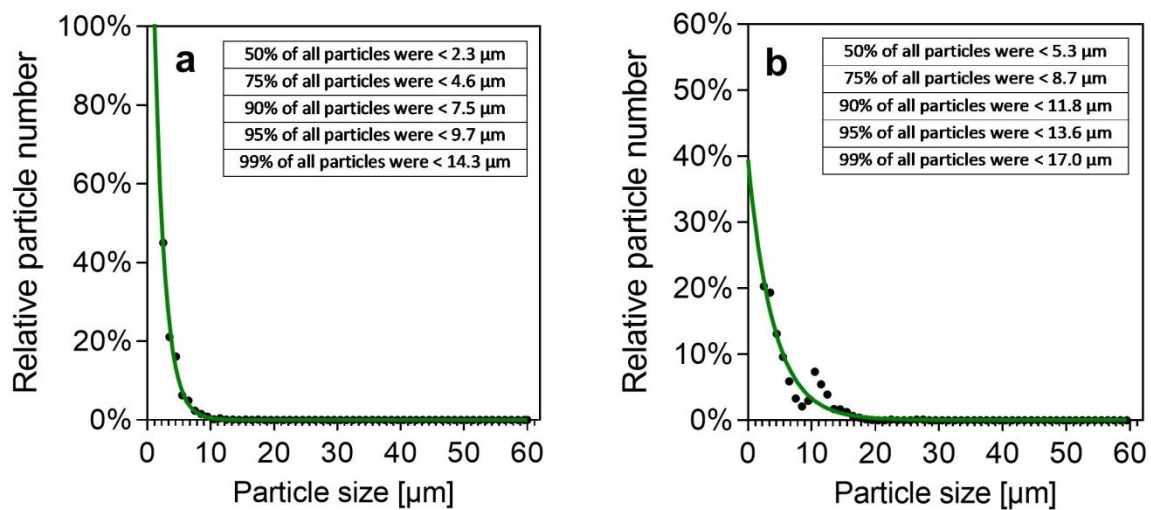 a
50% of all particles were < 2.3 µm
75% of all particles were < 4.6 µm
90% of all particles were < 7.5 µm
95% of all particles were < 9.7 µm
99% of all particles were < 14.3 µm
Relative particle number
100%
80%
60%
40%
20%
0%
0 10 20 30 40 50 60
Particle size [µm]
b
50% of all particles were < 5.3 µm
75% of all particles were < 8.7 µm
90% of all particles were < 11.8 µm
95% of all particles were < 13.6 µm
99% of all particles were < 17.0 µm
Relative particle number
60%
50%
40%
30%
20%
10%
0%
0 10 20 30 40 50 60
Particle size [µm]